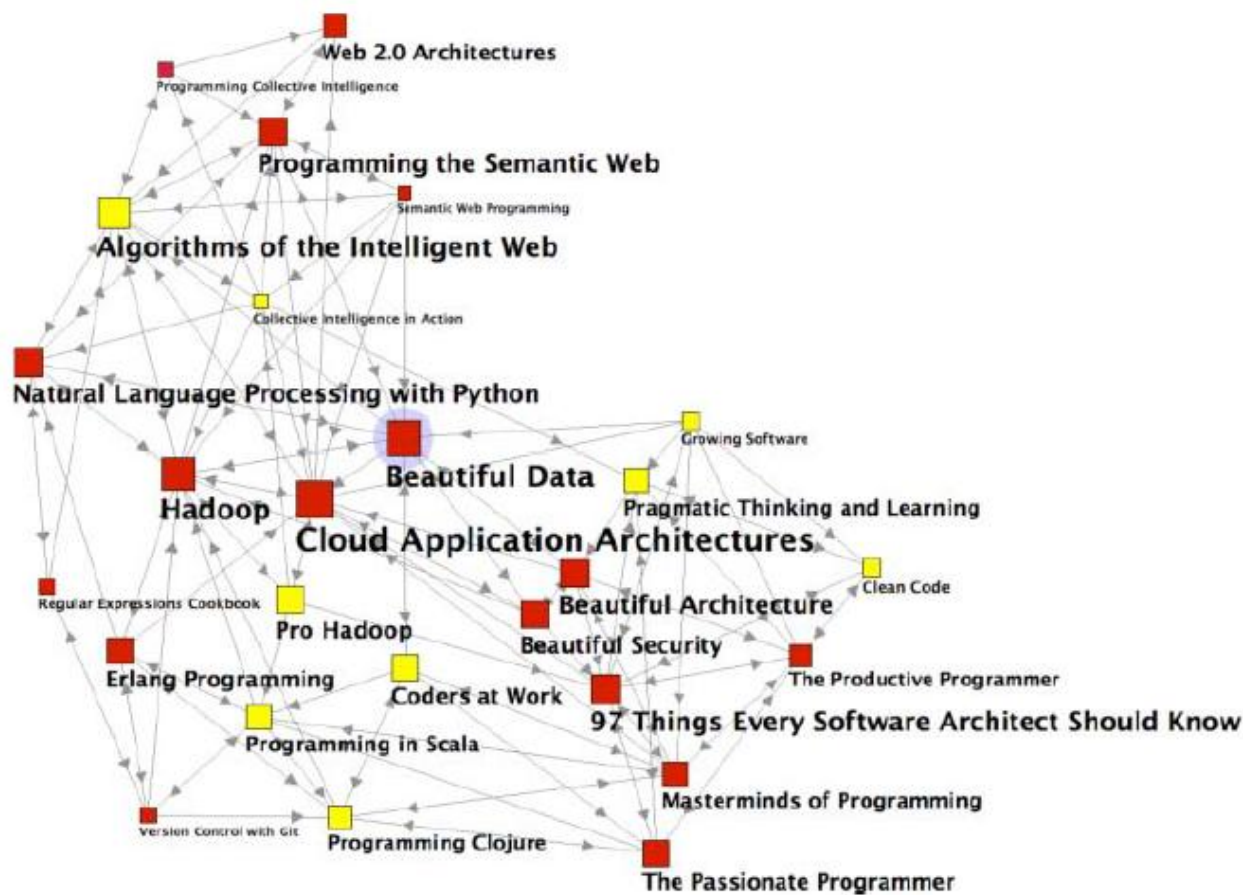 Web 2.0 Architectures
Programming Collective Intelligence
Programming the Semantic Web
Semantic Web Programming
Algorithms of the Intelligent Web
Collective Intelligence in Action
Natural Language Processing with Python
Growing Software
Beautiful Data
Pragmatic Thinking and Learning
Hadoop
Cloud Application Architectures
Clean Code
Regular Expressions Cookbook
Beautiful Architecture
Pro Hadoop
Beautiful Security
Erlang Programming
The Productive Programmer
Coders at Work
97 Things Every Software Architect Should Know
Programming in Scala
Masterminds of Programming
Version Control with Git
Programming Clojure
The Passionate Programmer